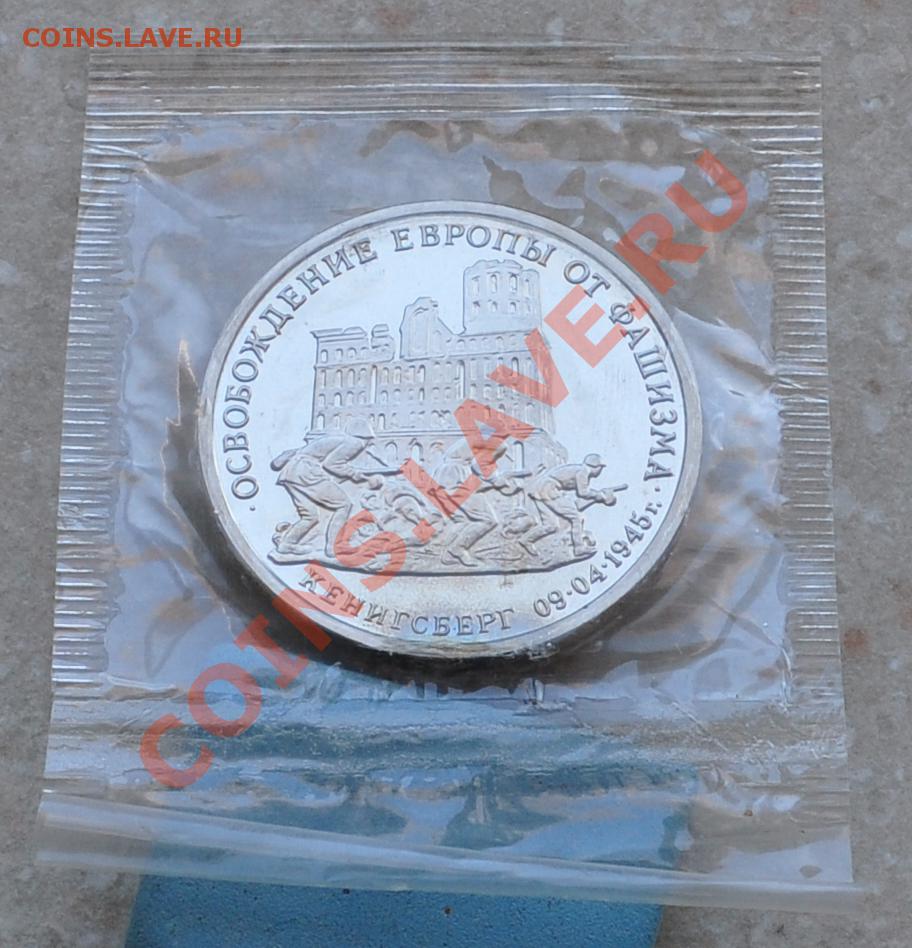 COINS.LAVE.RU
· ОСВОБОЖДЕНИЕ ЕВРОПЫ ОТ ФАШИЗМА ·
КЕНИГСБЕРГ 09·04·1945г.
COINS.LAVE.RU